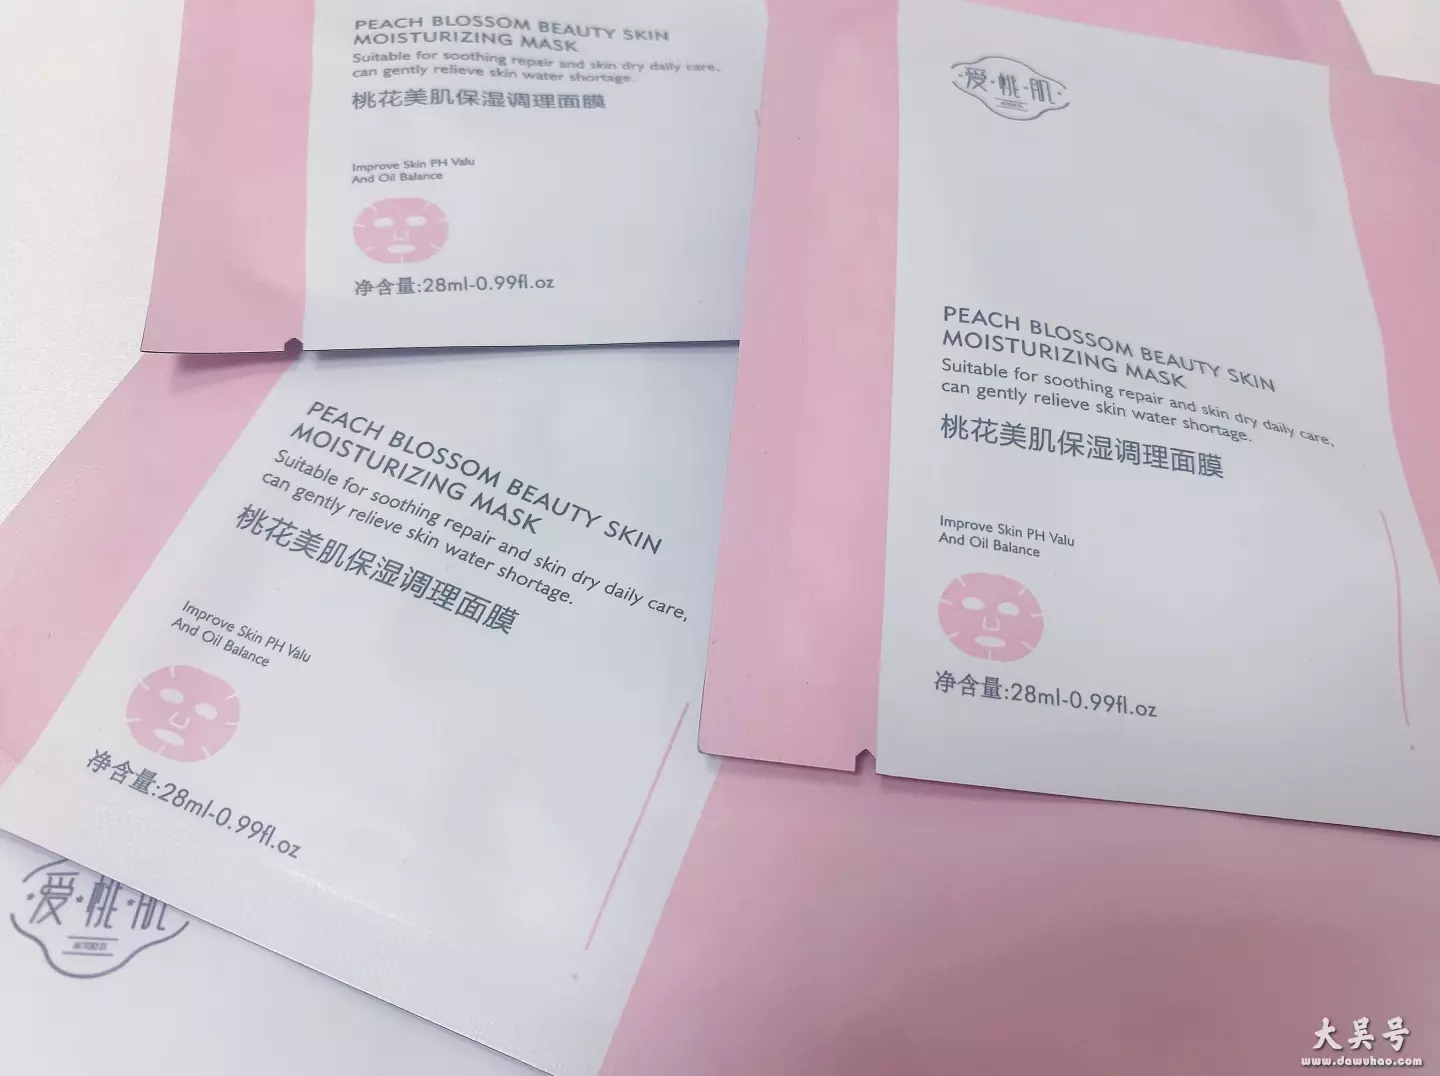 PEACH BLOSSOM BEAUTY SKIN
MOISTURIZING MASK
Suitable for soothing repair and skin dry daily care,
can gently relieve skin water shortage.
桃花美肌保湿调理面膜
Improve Skin PH Valu
And Oil Balance
净含量:28ml-0.99fl.oz
爱·桃·肌
PEACH BLOSSOM BEAUTY SKIN
MOISTURIZING MASK
Suitable for soothing repair and skin dry daily care,
can gently relieve skin water shortage.
桃花美肌保湿调理面膜
Improve Skin PH Valu
And Oil Balance
净含量:28ml-0.99fl.oz
PEACH BLOSSOM BEAUTY SKIN
MOISTURIZING MASK
Suitable for soothing repair and skin dry daily care,
can gently relieve skin water shortage.
桃花美肌保湿调理面膜
Improve Skin PH Valu
And Oil Balance
净含量:28ml-0.99fl.oz
爱·桃·肌
大吴号
www.dawuhao.com